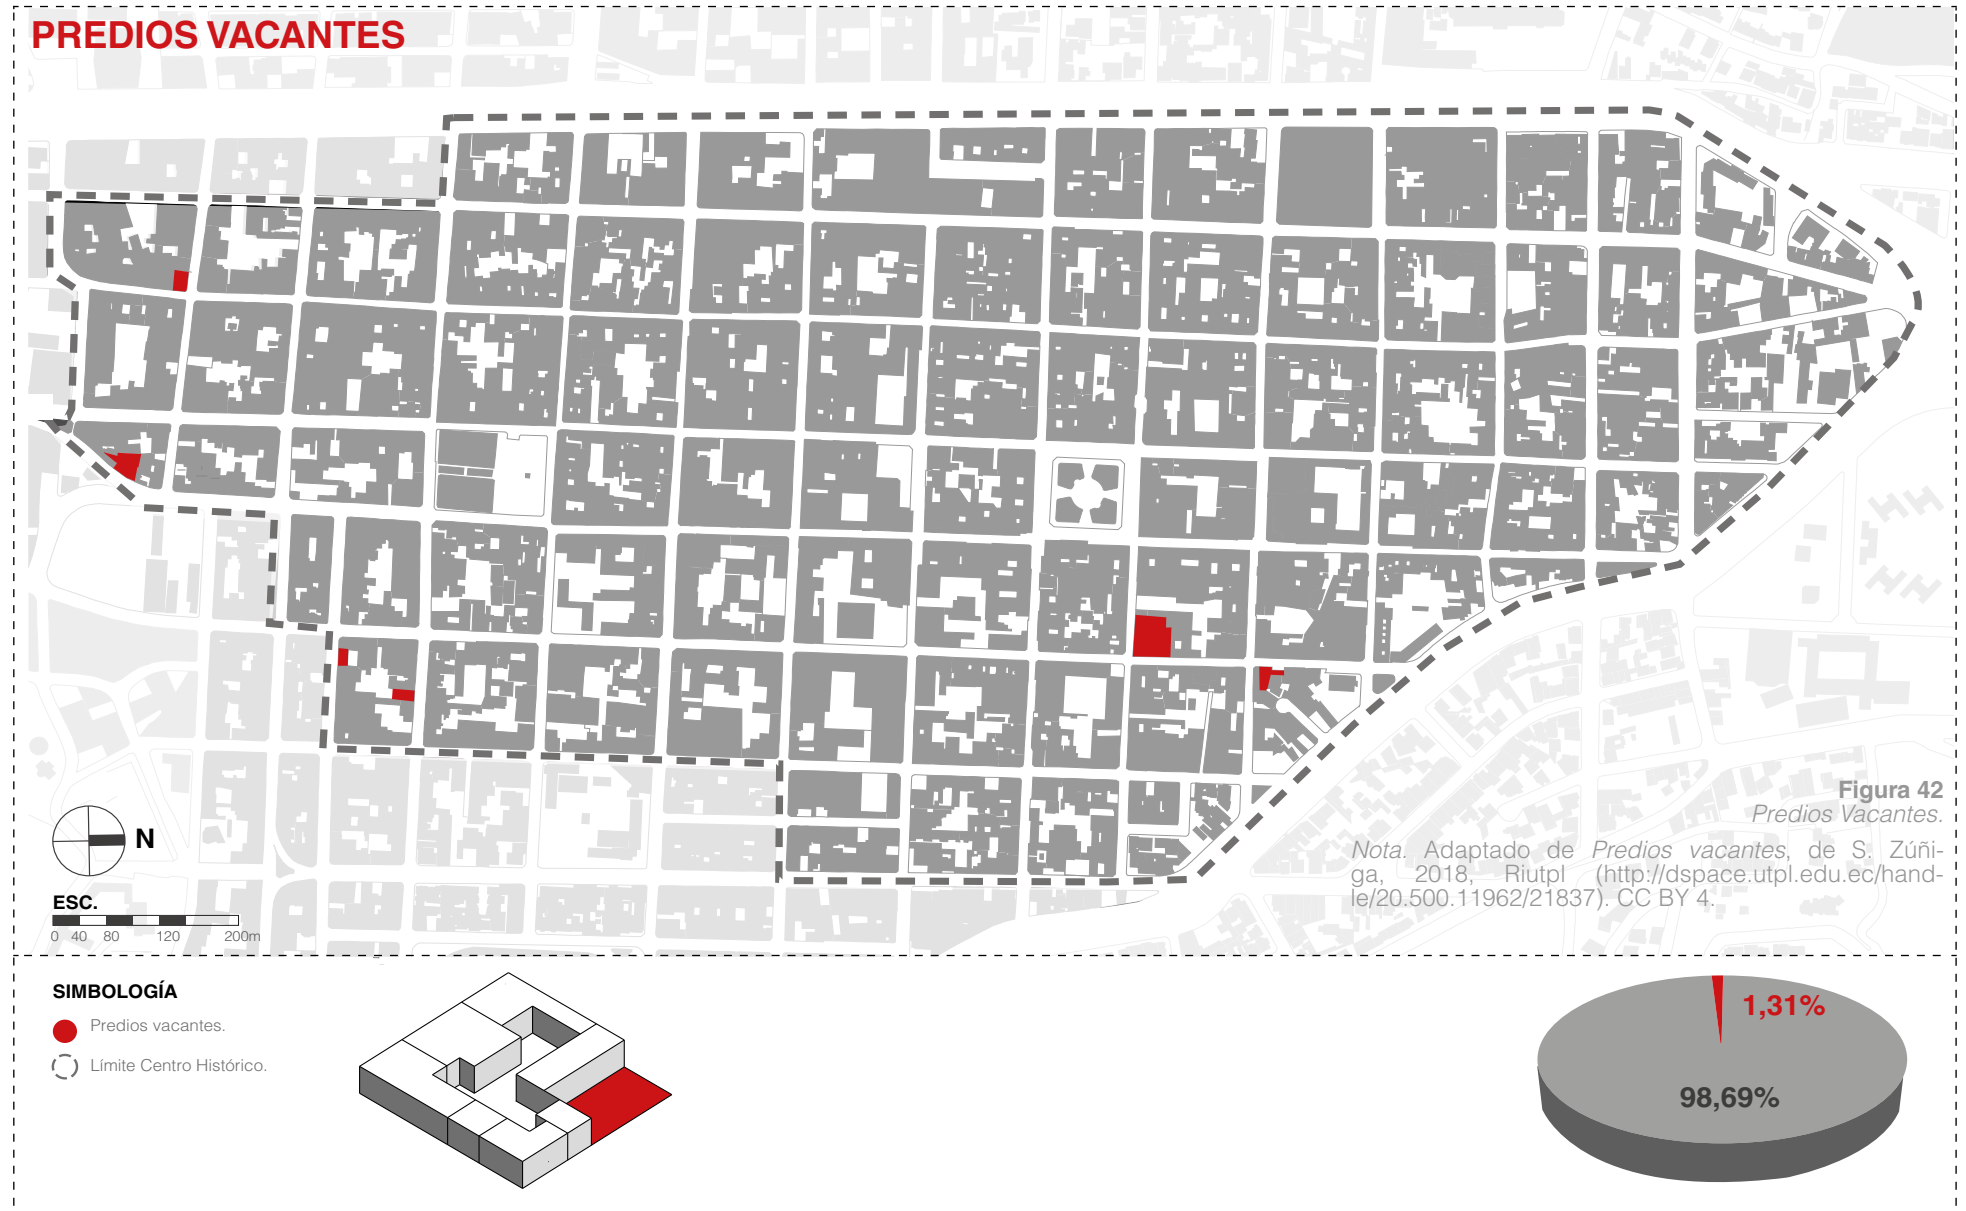 PREDIOS VACANTES
Figura 42
Predios Vacantes.
Nota. Adaptado de Predios vacantes, de S. Zúñi-
ga, 2018, Riutpl (http://dspace.utpl.edu.ec/hand-
le/20.500.11962/21837). CC BY 4.
N
ESC.
0 40 80 120 200m
SIMBOLOGÍA
Predios vacantes.
Límite Centro Histórico.
1,31%
98,69%